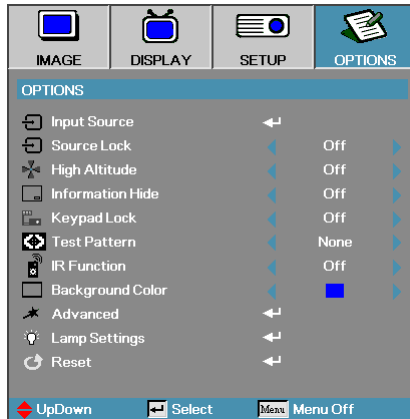 IMAGE DISPLAY SETUP OPTIONS
OPTIONS
Input Source
Source Lock Off
High Altitude Off
Information Hide Off
Keypad Lock Off
Test Pattern None
IR Function Off
Background Color
Advanced
Lamp Settings
Reset
UpDown Select Menu Menu Off